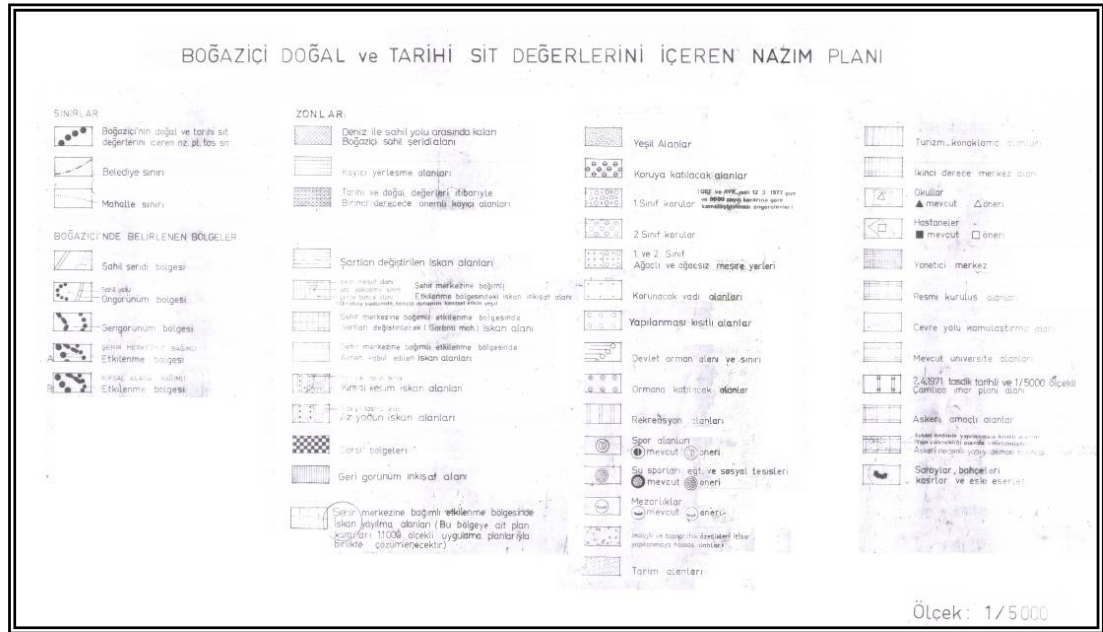 BOĞAZİÇİ DOĞAL ve TARİHİ SİT DEĞERLERİNİ İÇEREN NAZIM PLANI
SINIRLAR
Boğaziçi'nin doğal ve tarihi sit
değerlerini içeren nz. pl. tas. sn.
Belediye sınırı
Mahalle sınırı
BOĞAZİÇİ'NDE BELİRLENEN BÖLGELER
Sahil şeridi bölgesi
Sahil yolu
Öngörünüm bölgesi
Gerigörünüm bölgesi
A
ŞEHİR MERKEZİNE BAĞIMLI
Etkilenme bölgesi
B
KIRSAL ALANA BAĞIMLI
Etkilenme bölgesi
ZONLAR:
Deniz ile sahil yolu arasında kalan
Boğaziçi sahil şeridi alanı
Koyici yerleşme alanları
Tarihi ve doğal değerleri itibariyle
Birinci derecede önemli koyici alanları
Şartları değiştirilen iskan alanları
Şehir merkezine bağımlı
Etkilenme bölgesindeki iskan inkişaf alanı
Şehir merkezine bağımlı etkilenme bölgesinde
Şartları değiştirilerek (Görüntü mah.) iskan alanı
Şehir merkezine bağımlı etkilenme bölgesinde
Aynen kabul edilen iskan alanları
Kırsal kesim iskan alanları
Az yoğun iskan alanları
Çarşı bölgeleri
Geri görünüm inkişaf alanı
Şehir merkezine bağımlı etkilenme bölgesinde
İskan yayılma alanları (Bu bölgeye ait plan
kararları 1:1000 ölçekli uygulama planlarıyla
birlikte çözümlenecektir)
Yeşil Alanlar
Koruya katılacak alanlar
1.Sınıf korular
2.Sınıf korular
1. ve 2. Sınıf
Ağaçlı ve ağaçsız mesire yerleri
Korunacak vadi alanları
Yapılanması kısıtlı alanlar
Devlet orman alanı ve sınırı
Ormana katılacak alanlar
Rekreasyon alanları
Spor alanları
mevcut öneri
Su sporları eğt. ve sosyal tesisleri
mevcut öneri
Mezarlıklar
mevcut öneri
Tarım alanları
Turizm konaklama alanları
İkinci derece merkez alanı
Okullar
mevcut öneri
Hastaneler
mevcut öneri
Yönetici merkez
Resmi kuruluş alanları
Çevre yolu kamulaştırma alanı
Mevcut üniversite alanları
2.4.1971 tasdik tarihli ve 1/5000 ölçekli
Çamlıca imar planı alanı
Askeri amaçlı alanlar
Saraylar, bahçeleri
kasırlar ve eski eserler
Ölçek: 1/5000